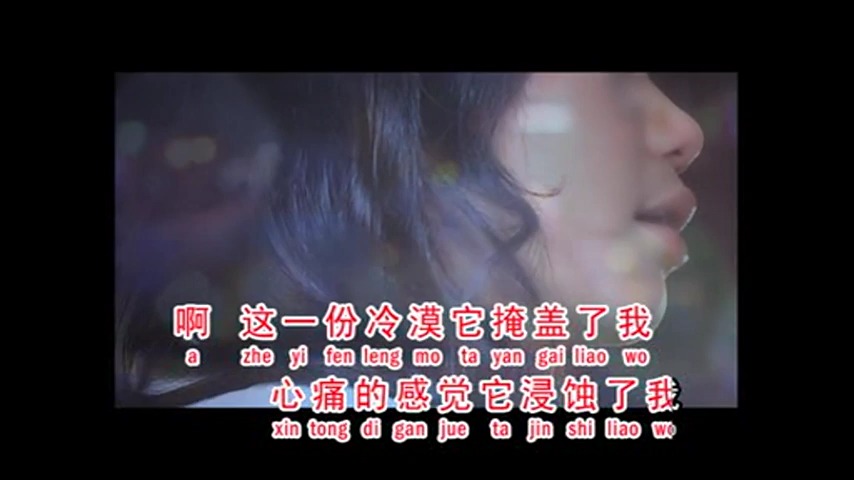 啊 这一份冷漠它掩盖了我
a zhe yi fen leng mo ta yan gai liao wo
心痛的感觉它浸蚀了我
xin tong di gan jue ta jin shi liao wo